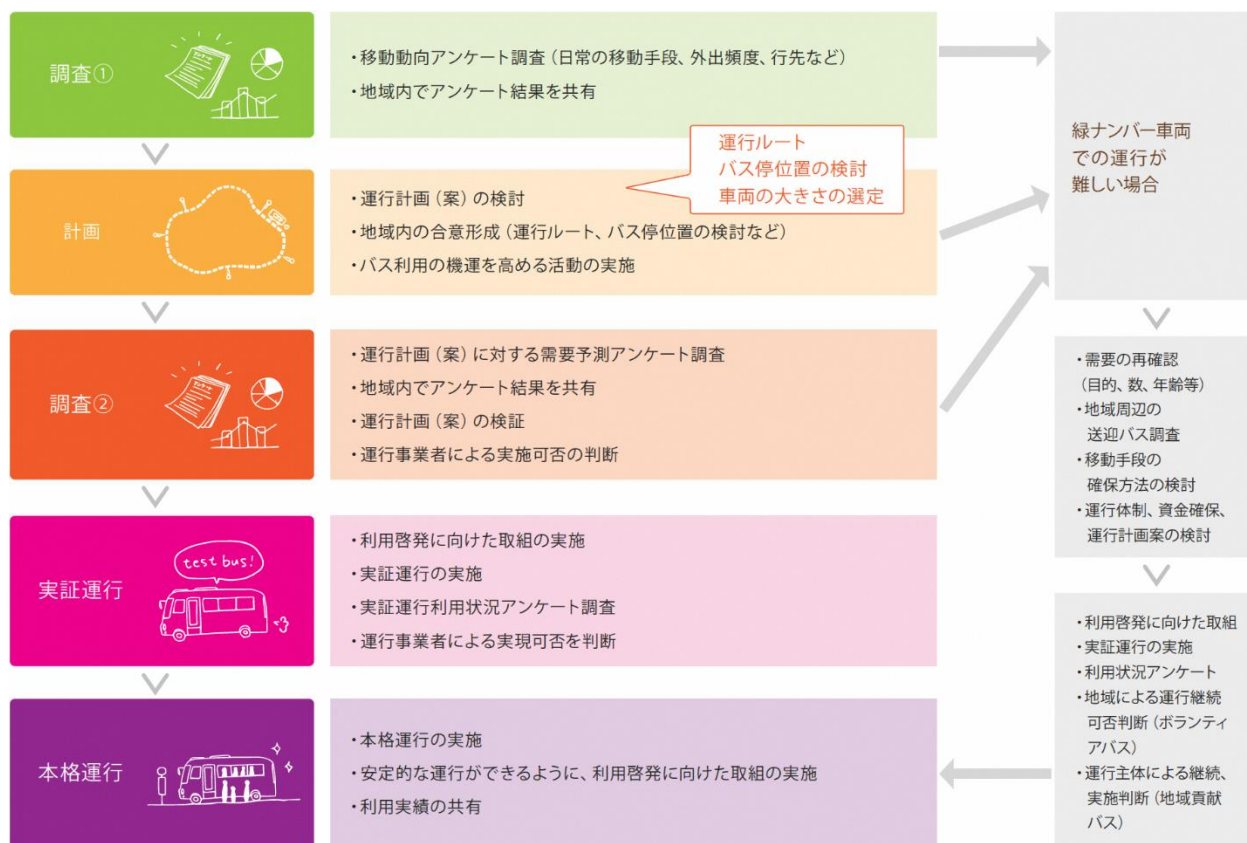 調査①
・移動動向アンケート調査（日常の移動手段、外出頻度、行先など）
・地域内でアンケート結果を共有
計画
運行ルート
バス停位置の検討
車両の大きさの選定
・運行計画（案）の検討
・地域内の合意形成（運行ルート、バス停位置の検討など）
・バス利用の機運を高める活動の実施
調査②
・運行計画（案）に対する需要予測アンケート調査
・地域内でアンケート結果を共有
・運行計画（案）の検証
・運行事業者による実施可否の判断
実証運行
test bus!
・利用啓発に向けた取組の実施
・実証運行の実施
・実証運行利用状況アンケート調査
・運行事業者による実現可否を判断
本格運行
・本格運行の実施
・安定的な運行ができるように、利用啓発に向けた取組の実施
・利用実績の共有
緑ナンバー車両
での運行が
難しい場合
・需要の再確認
（目的、数、年齢等）
・地域周辺の
送迎バス調査
・移動手段の
確保方法の検討
・運行体制、資金確保、
運行計画案の検討
・利用啓発に向けた取組
・実証運行の実施
・利用状況アンケート
・地域による運行継続
可否判断（ボランティ
アバス）
・運行主体による継続、
実施判断（地域貢献
バス）